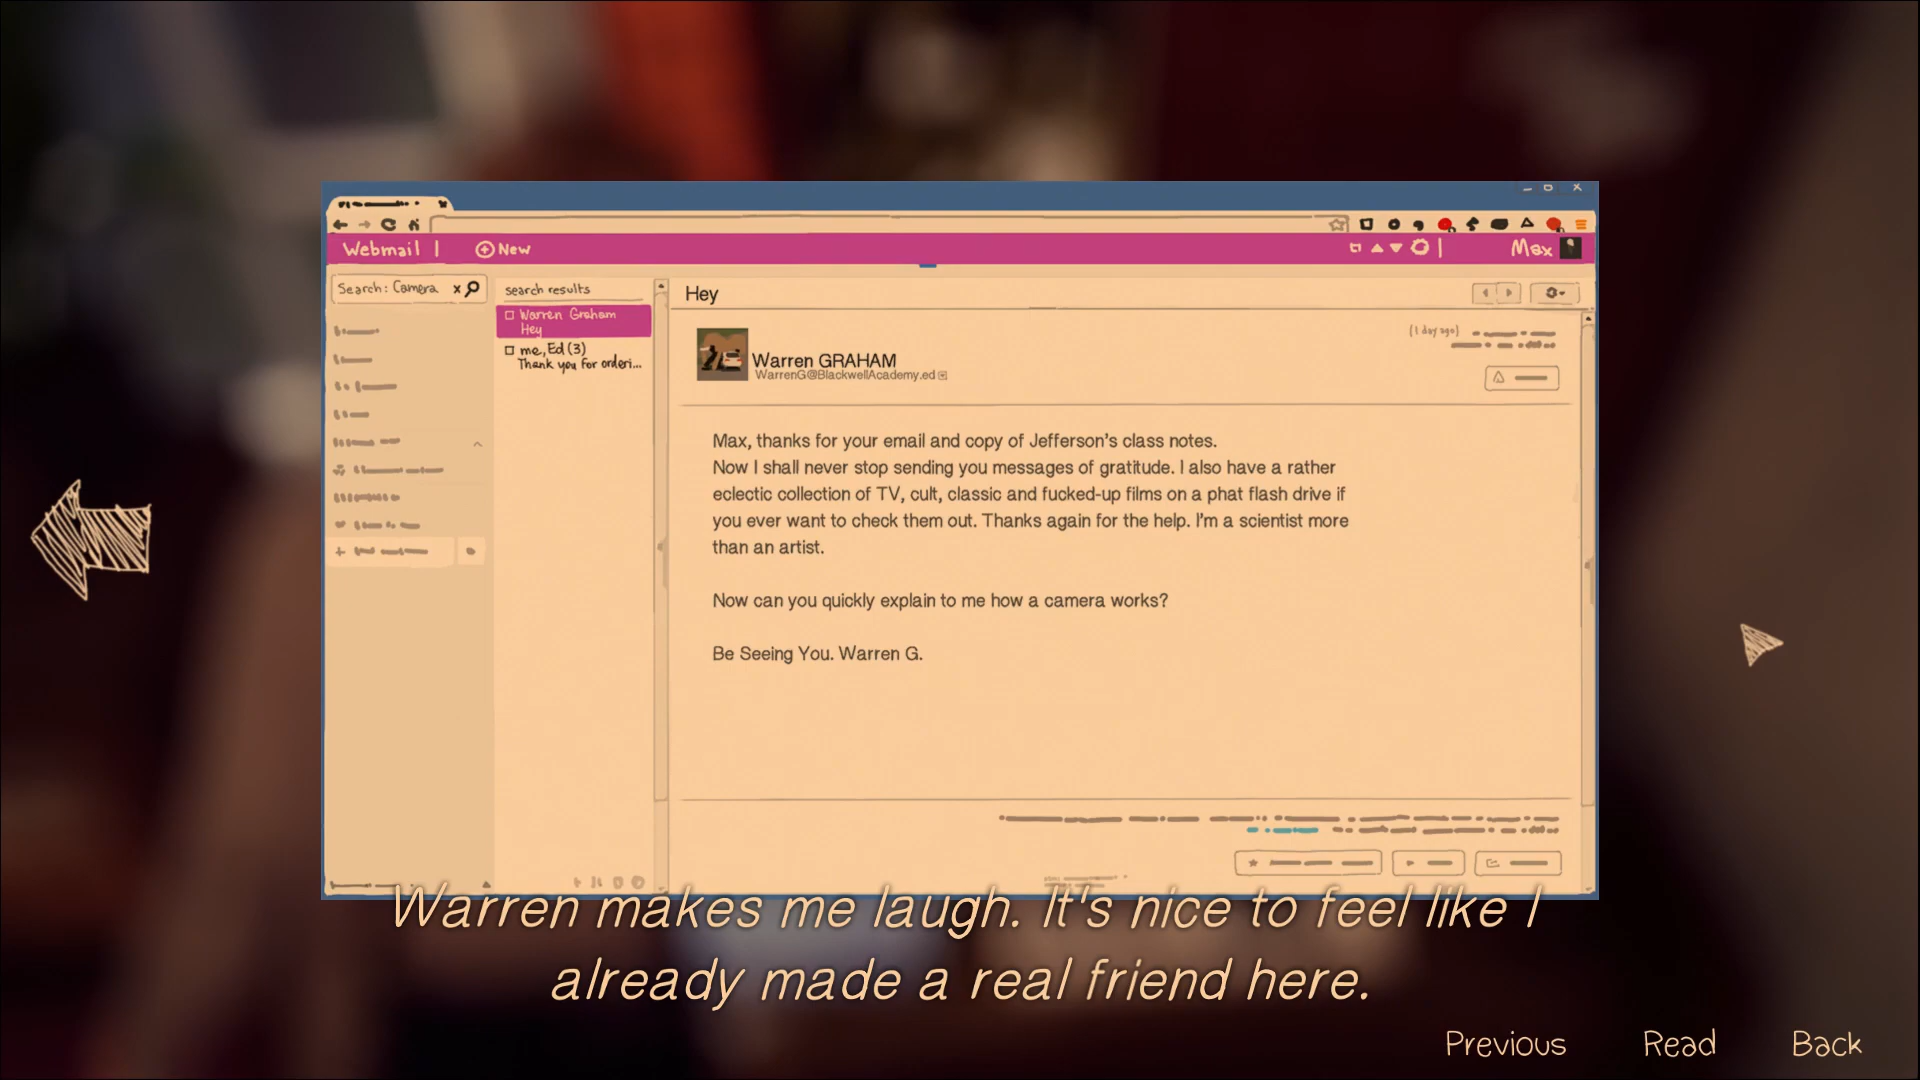 Webmail |
New
Max
Search: Camera x
search results
Warren Graham
Hey
me, Ed (3)
Thank you for orderi...
Hey
(1 day ago)
Warren GRAHAM
WarrenG@BlackwellAcademy.ed
Max, thanks for your email and copy of Jefferson's class notes.
Now I shall never stop sending you messages of gratitude. I also have a rather
eclectic collection of TV, cult, classic and fucked-up films on a phat flash drive if
you ever want to check them out. Thanks again for the help. I'm a scientist more
than an artist.
Now can you quickly explain to me how a camera works?
Be Seeing You. Warren G.
Warren makes me laugh. It's nice to feel like I
already made a real friend here.
Previous
Read
Back